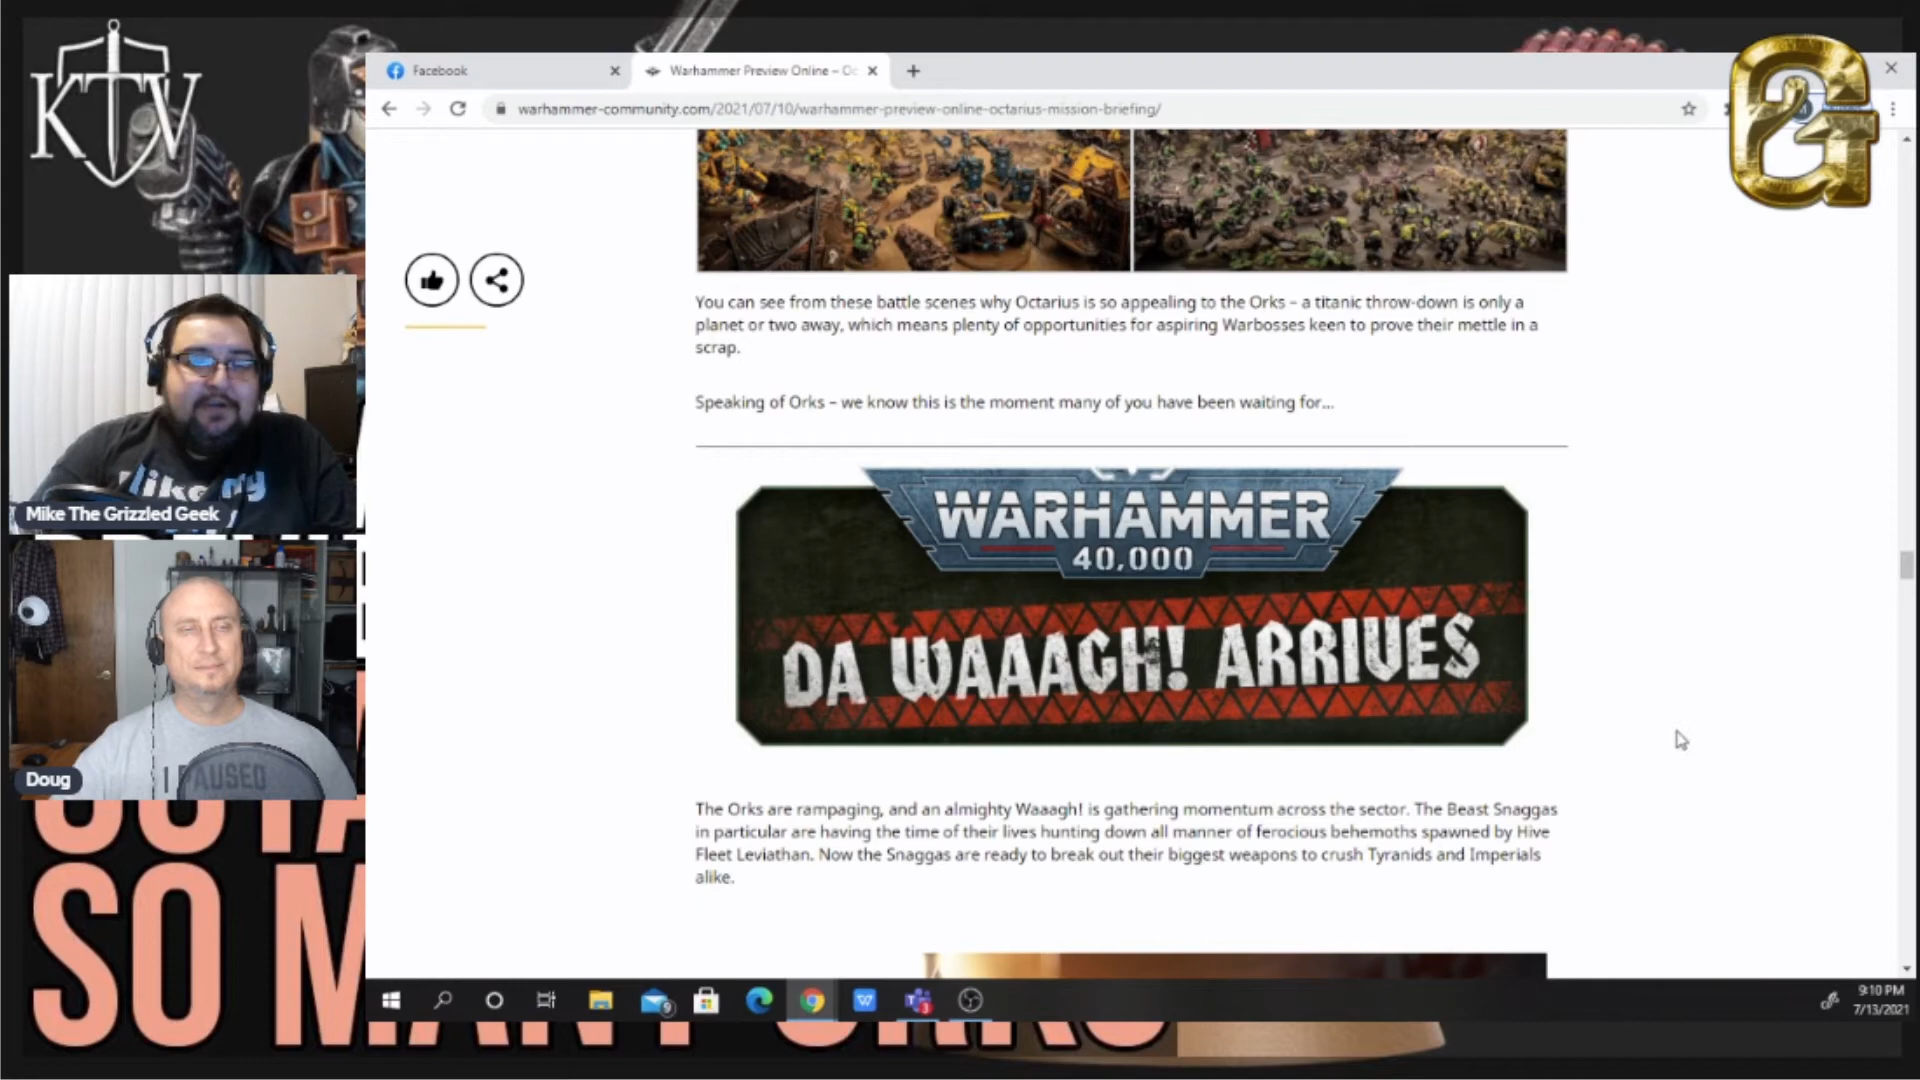 KTV
Facebook
Warhammer Preview Online – Oc
warhammer-community.com/2021/07/10/warhammer-preview-online-octarius-mission-briefing/
2G
You can see from these battle scenes why Octarius is so appealing to the Orks – a titanic throw-down is only a
planet or two away, which means plenty of opportunities for aspiring Warbosses keen to prove their mettle in a
scrap.
Speaking of Orks – we know this is the moment many of you have been waiting for...
WARHAMMER
40,000
DA WAAAGH! ARRIVES
The Orks are rampaging, and an almighty Waaagh! is gathering momentum across the sector. The Beast Snaggas
in particular are having the time of their lives hunting down all manner of ferocious behemoths spawned by Hive
Fleet Leviathan. Now the Snaggas are ready to break out their biggest weapons to crush Tyranids and Imperials
alike.
like my
Mike The Grizzled Geek
I PAUSED
Doug
SO
9
3
9:10 PM
7/13/2021